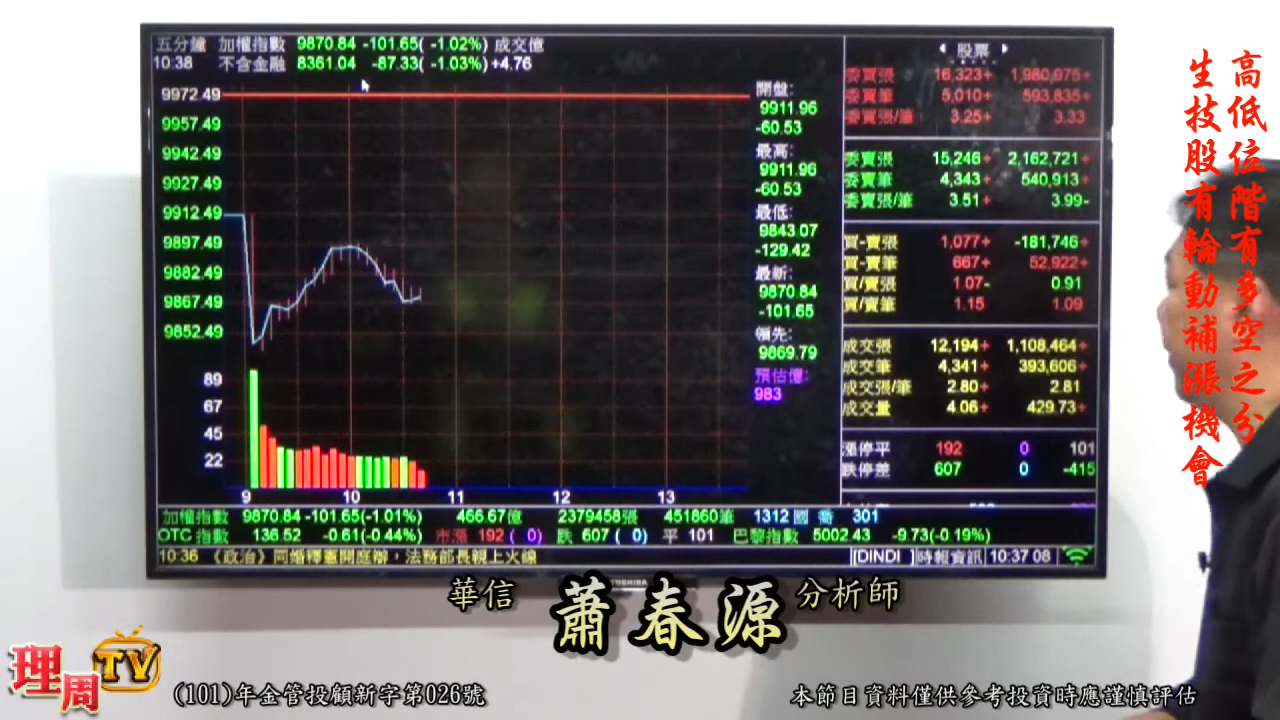 五分鐘 加權指數 9870.84 -101.65( -1.02%) 成交億
10:38 不含金融 8361.04 -87.33( -1.03%) +4.76
9972.49
9957.49
9942.49
9927.49
9912.49
9897.49
9882.49
9867.49
9852.49
89
67
45
22
9 10 11 12 13
開盤:
9911.96
-60.53
最高:
9911.96
-60.53
最低:
9843.07
-129.42
最新:
9870.84
-101.65
領先:
9869.79
預估億:
983
股票
委買張 16,323+ 1,980,975+
委買筆 5,010+ 593,835+
委買張/筆 3.25+ 3.33
委賣張 15,246+ 2,162,721+
委賣筆 4,343+ 540,913+
委賣張/筆 3.51+ 3.99-
買-賣張 1,077+ -181,746+
買-賣筆 667+ 52,922+
買/賣張 1.07- 0.91
買/賣筆 1.15 1.09
成交張 12,194+ 1,108,464+
成交筆 4,341+ 393,606+
成交張/筆 2.80+ 2.81
成交量 4.06+ 429.73+
漲停平 192 0 101
跌停差 607 0 -415
加權指數 9870.84 -101.65(-1.01%) 466.67億 2379458張 451860筆 1312 國 喬 301
OTC 指數 136.52 -0.61(-0.44%) 市漲 192 ( 0) 跌 607 ( 0) 平 101 巴黎指數 5002.43 -9.73(-0.19%)
10:36 《政治》同婚釋憲開庭辯,法務部長親上火線 [DINDI ]時報資訊 10:37 08
TOSHIBA
高低位階有多空之分
生技股有輪動補漲機會
華信 蕭春源 分析師
理周TV
(101)年金管投顧新字第026號
本節目資料僅供參考投資時應謹慎評估